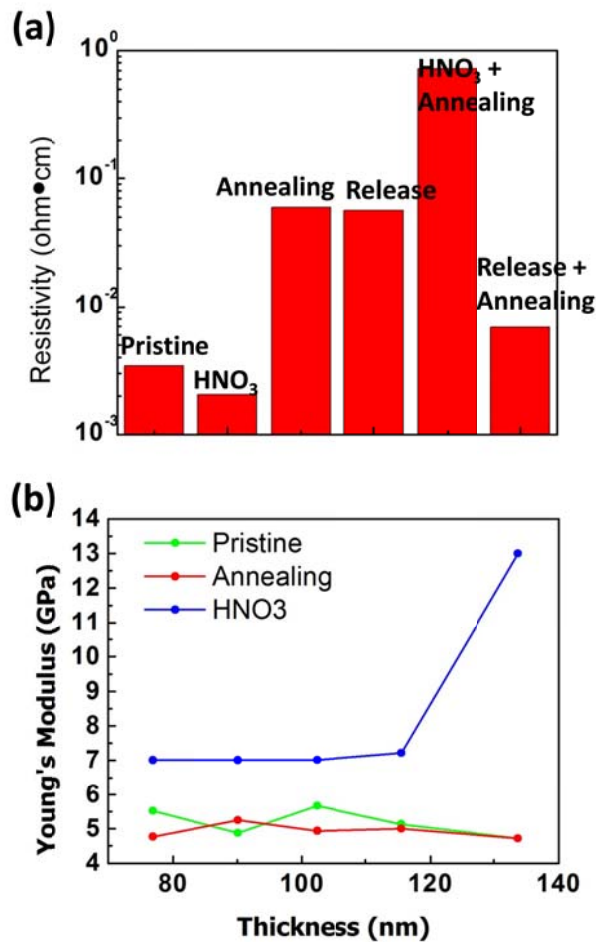 (a)
10⁰
10⁻¹
10⁻²
10⁻³
Resistivity (ohm•cm)
Pristine
HNO₃
Annealing
Release
HNO₃ +
Annealing
Release +
Annealing
(b)
14
13
12
11
10
9
8
7
6
5
4
Young's Modulus (GPa)
Pristine
Annealing
HNO3
80
100
120
140
Thickness (nm)